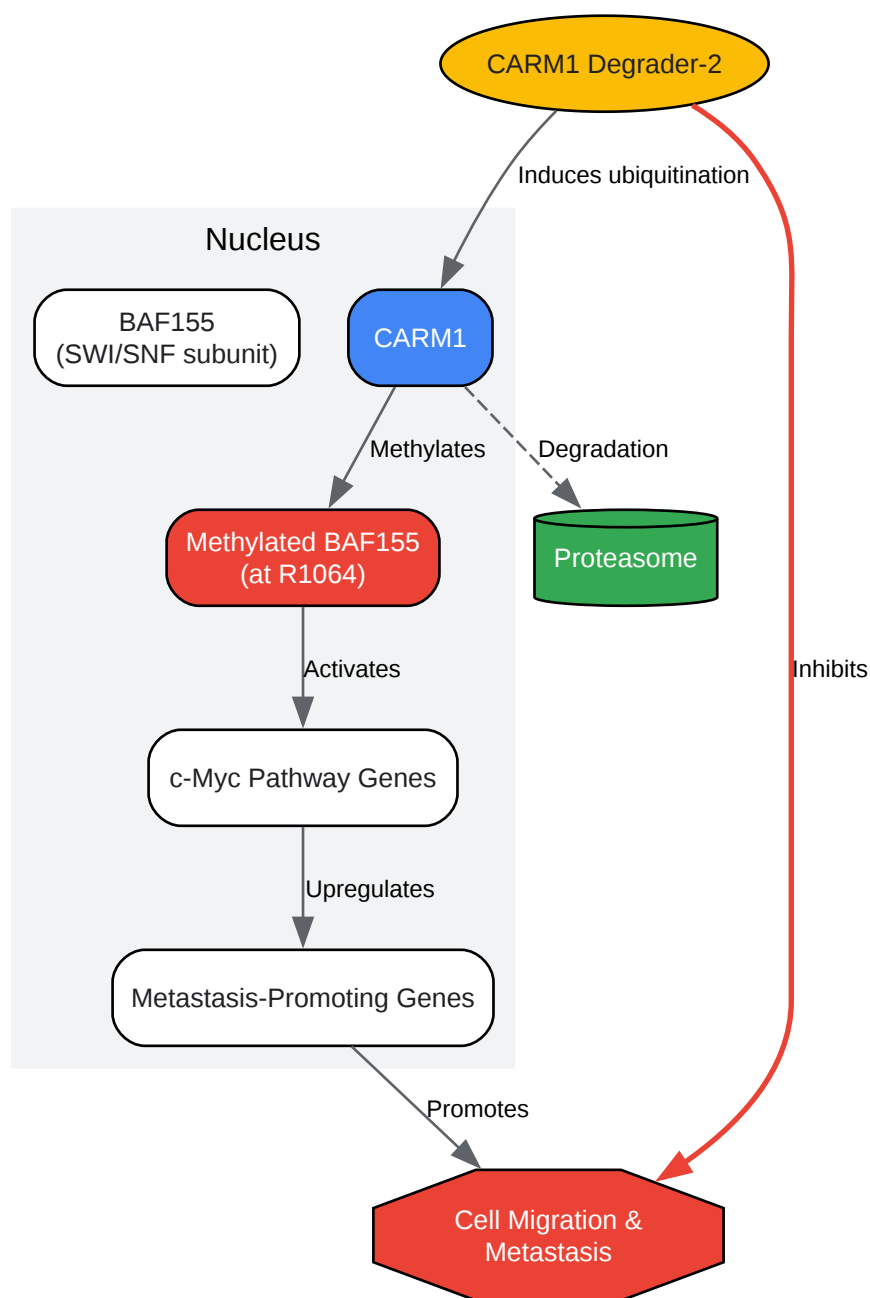 CARM1 Degrader-2
Induces ubiquitination
Nucleus
BAF155
(SWI/SNF subunit)
CARM1
Methylates
Degradation
Methylated BAF155
(at R1064)
Proteasome
Activates
Inhibits
c-Myc Pathway Genes
Upregulates
Metastasis-Promoting Genes
Promotes
Cell Migration &
Metastasis